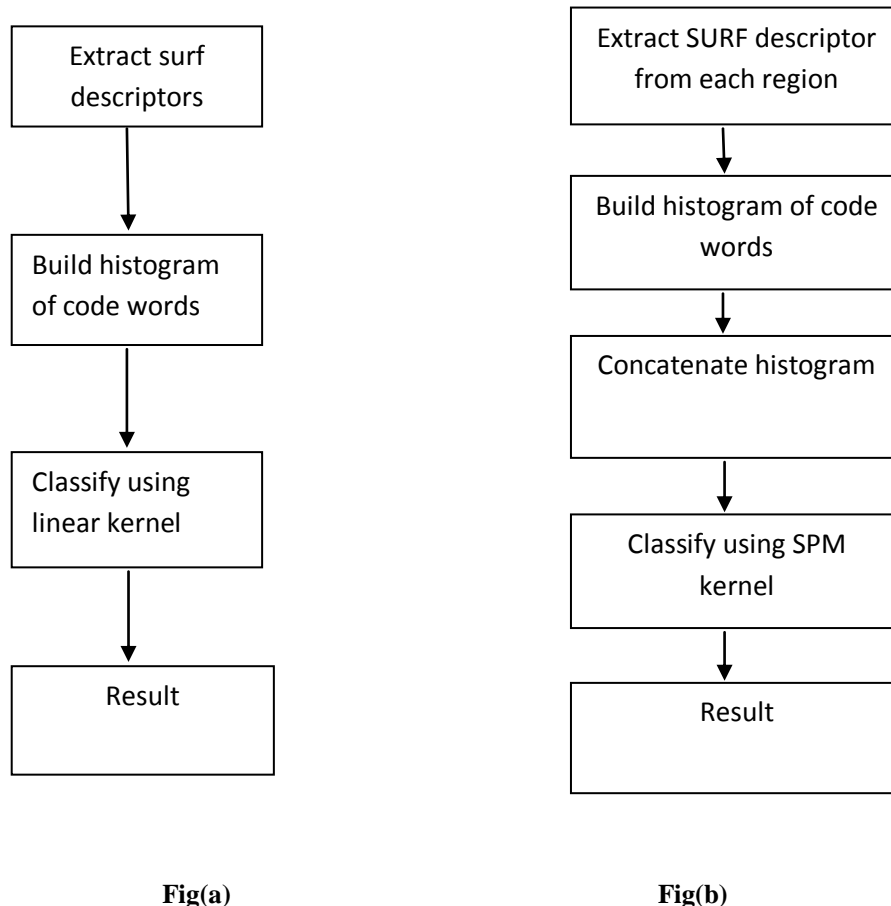 Extract surf
descriptors
Build histogram
of code words
Classify using
linear kernel
Result
Fig(a)
Extract SURF descriptor
from each region
Build histogram of code
words
Concatenate histogram
Classify using SPM
kernel
Result
Fig(b)